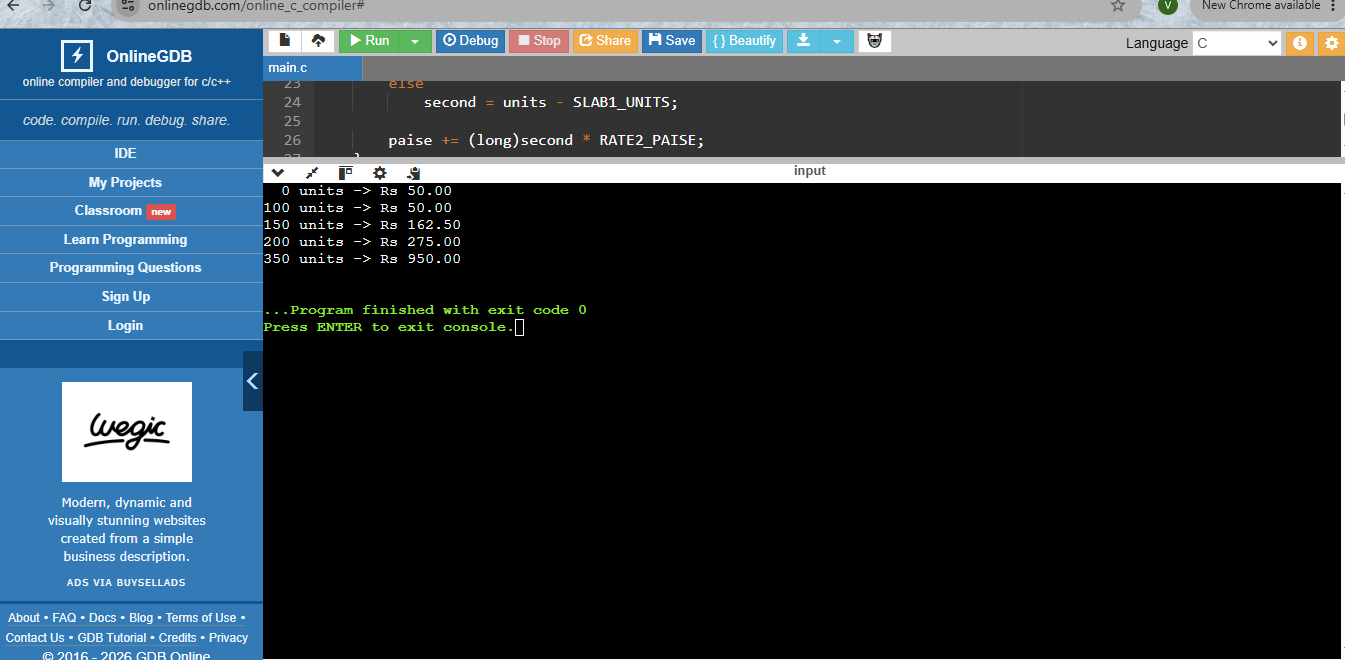 onlinegdb.com/online_c_compiler#
V
New Chrome available
OnlineGDB
online compiler and debugger for c/c++
code. compile. run. debug. share.
IDE
My Projects
Classroom new
Learn Programming
Programming Questions
Sign Up
Login
Wegic
Modern, dynamic and
visually stunning websites
created from a simple
business description.
ADS VIA BUYSELLADS
About • FAQ • Docs • Blog • Terms of Use •
Contact Us • GDB Tutorial • Credits • Privacy
© 2016 - 2026 GDB Online
Run Debug Stop Share Save { } Beautify
Language C
main.c
23 else
24 second = units - SLAB1_UNITS;
25
26 paise += (long)second * RATE2_PAISE;
27 }
input
0 units -> Rs 50.00
100 units -> Rs 50.00
150 units -> Rs 162.50
200 units -> Rs 275.00
350 units -> Rs 950.00
...Program finished with exit code 0
Press ENTER to exit console.